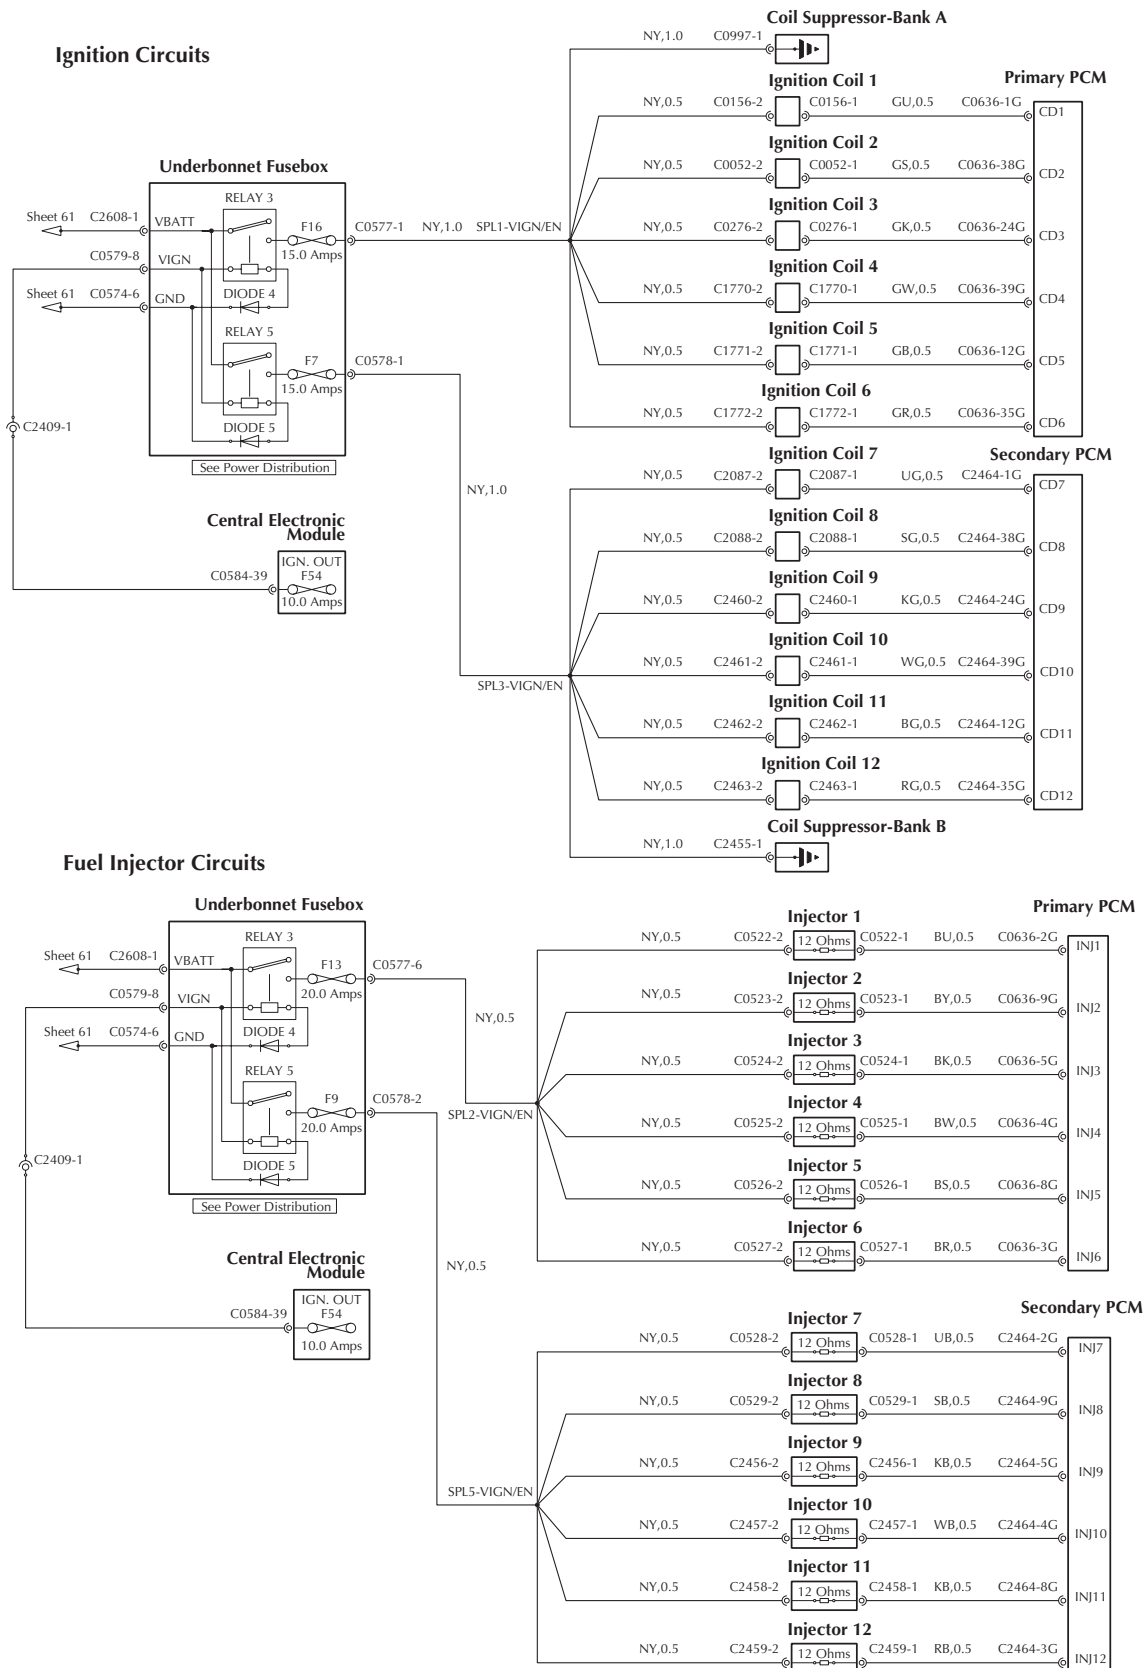 Ignition Circuits
Coil Suppressor-Bank A
NY,1.0 C0997-1
Primary PCM
Ignition Coil 1
NY,0.5 C0156-2 C0156-1 GU,0.5 C0636-1G CD1
Ignition Coil 2
NY,0.5 C0052-2 C0052-1 GS,0.5 C0636-38G CD2
Ignition Coil 3
NY,0.5 C0276-2 C0276-1 GK,0.5 C0636-24G CD3
Ignition Coil 4
NY,0.5 C1770-2 C1770-1 GW,0.5 C0636-39G CD4
Ignition Coil 5
NY,0.5 C1771-2 C1771-1 GB,0.5 C0636-12G CD5
Ignition Coil 6
NY,0.5 C1772-2 C1772-1 GR,0.5 C0636-35G CD6
Underbonnet Fusebox
RELAY 3
Sheet 61 C2608-1 VBATT
F16
15.0 Amps
C0577-1 NY,1.0 SPL1-VIGN/EN
C0579-8 VIGN
Sheet 61 C0574-6 GND
DIODE 4
RELAY 5
F7
15.0 Amps
C0578-1
DIODE 5
C2409-1
See Power Distribution
NY,1.0
Central Electronic
Module
IGN. OUT
C0584-39 F54
10.0 Amps
SPL3-VIGN/EN
Secondary PCM
Ignition Coil 7
NY,0.5 C2087-2 C2087-1 UG,0.5 C2464-1G CD7
Ignition Coil 8
NY,0.5 C2088-2 C2088-1 SG,0.5 C2464-38G CD8
Ignition Coil 9
NY,0.5 C2460-2 C2460-1 KG,0.5 C2464-24G CD9
Ignition Coil 10
NY,0.5 C2461-2 C2461-1 WG,0.5 C2464-39G CD10
Ignition Coil 11
NY,0.5 C2462-2 C2462-1 BG,0.5 C2464-12G CD11
Ignition Coil 12
NY,0.5 C2463-2 C2463-1 RG,0.5 C2464-35G CD12
Coil Suppressor-Bank B
NY,1.0 C2455-1
Fuel Injector Circuits
Underbonnet Fusebox
RELAY 3
Sheet 61 C2608-1 VBATT
F13
20.0 Amps
C0577-6
C0579-8 VIGN
NY,0.5
Sheet 61 C0574-6 GND
DIODE 4
RELAY 5
F9
20.0 Amps
C0578-2
SPL2-VIGN/EN
DIODE 5
C2409-1
See Power Distribution
NY,0.5
Central Electronic
Module
IGN. OUT
C0584-39 F54
10.0 Amps
SPL5-VIGN/EN
Primary PCM
Injector 1
NY,0.5 C0522-2 12 Ohms C0522-1 BU,0.5 C0636-2G INJ1
Injector 2
NY,0.5 C0523-2 12 Ohms C0523-1 BY,0.5 C0636-9G INJ2
Injector 3
NY,0.5 C0524-2 12 Ohms C0524-1 BK,0.5 C0636-5G INJ3
Injector 4
NY,0.5 C0525-2 12 Ohms C0525-1 BW,0.5 C0636-4G INJ4
Injector 5
NY,0.5 C0526-2 12 Ohms C0526-1 BS,0.5 C0636-8G INJ5
Injector 6
NY,0.5 C0527-2 12 Ohms C0527-1 BR,0.5 C0636-3G INJ6
Secondary PCM
Injector 7
NY,0.5 C0528-2 12 Ohms C0528-1 UB,0.5 C2464-2G INJ7
Injector 8
NY,0.5 C0529-2 12 Ohms C0529-1 SB,0.5 C2464-9G INJ8
Injector 9
NY,0.5 C2456-2 12 Ohms C2456-1 KB,0.5 C2464-5G INJ9
Injector 10
NY,0.5 C2457-2 12 Ohms C2457-1 WB,0.5 C2464-4G INJ10
Injector 11
NY,0.5 C2458-2 12 Ohms C2458-1 KB,0.5 C2464-8G INJ11
Injector 12
NY,0.5 C2459-2 12 Ohms C2459-1 RB,0.5 C2464-3G INJ12